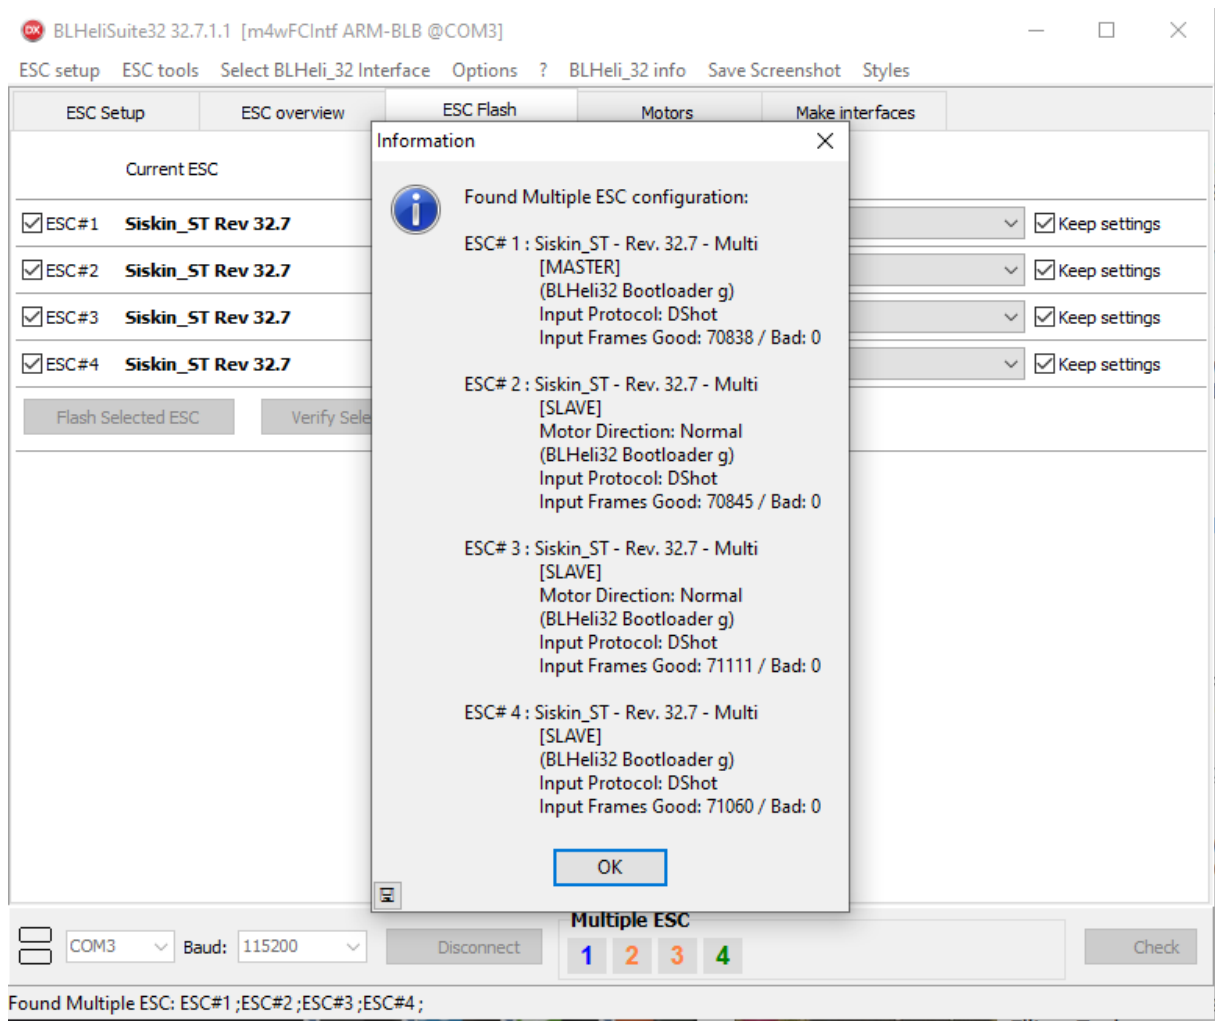 BLHeliSuite32 32.7.1.1 [m4wFCIntf ARM-BLB @COM3]
ESC setup ESC tools Select BLHeli_32 Interface Options ? BLHeli_32 info Save Screenshot Styles
ESC Setup ESC overview ESC Flash Motors Make interfaces
Information
Current ESC
Found Multiple ESC configuration:
ESC#1 Siskin_ST Rev 32.7 Keep settings
ESC#2 Siskin_ST Rev 32.7 Keep settings
ESC#3 Siskin_ST Rev 32.7 Keep settings
ESC#4 Siskin_ST Rev 32.7 Keep settings
Flash Selected ESC Verify Sele
ESC# 1 : Siskin_ST - Rev. 32.7 - Multi
[MASTER]
(BLHeli32 Bootloader g)
Input Protocol: DShot
Input Frames Good: 70838 / Bad: 0
ESC# 2 : Siskin_ST - Rev. 32.7 - Multi
[SLAVE]
Motor Direction: Normal
(BLHeli32 Bootloader g)
Input Protocol: DShot
Input Frames Good: 70845 / Bad: 0
ESC# 3 : Siskin_ST - Rev. 32.7 - Multi
[SLAVE]
Motor Direction: Normal
(BLHeli32 Bootloader g)
Input Protocol: DShot
Input Frames Good: 71111 / Bad: 0
ESC# 4 : Siskin_ST - Rev. 32.7 - Multi
[SLAVE]
(BLHeli32 Bootloader g)
Input Protocol: DShot
Input Frames Good: 71060 / Bad: 0
OK
Multiple ESC
COM3 Baud: 115200 Disconnect 1 2 3 4 Check
Found Multiple ESC: ESC#1 ;ESC#2 ;ESC#3 ;ESC#4 ;